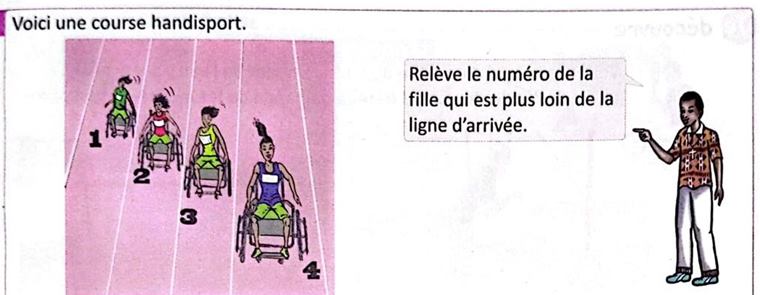 Voici une course handisport.
1
2
3
4
Relève le numéro de la
fille qui est plus loin de la
ligne d'arrivée.